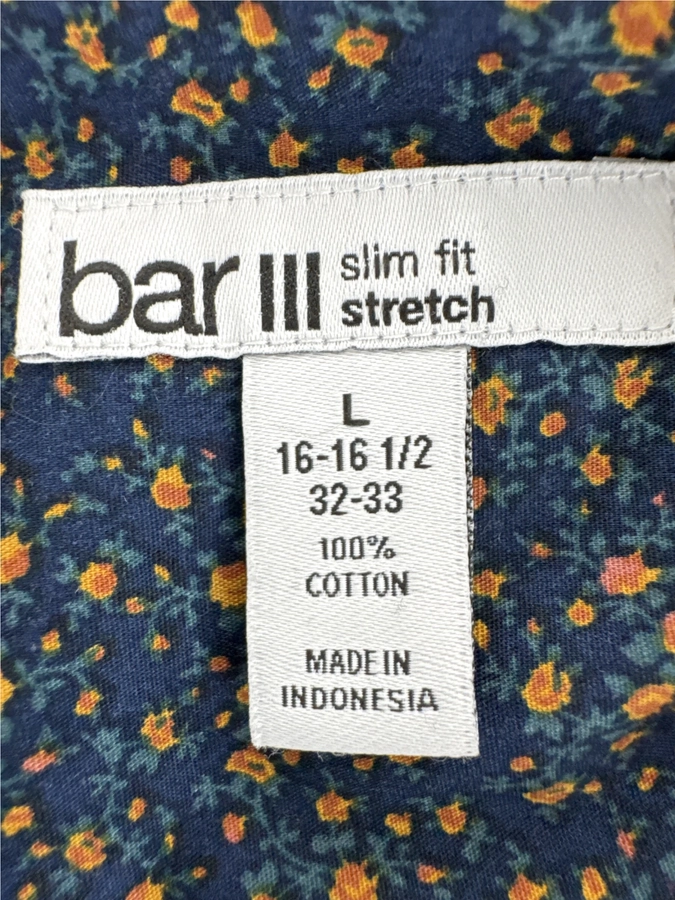 bar III slim fit
stretch
L
16-16 1/2
32-33
100%
COTTON
MADE IN
INDONESIA